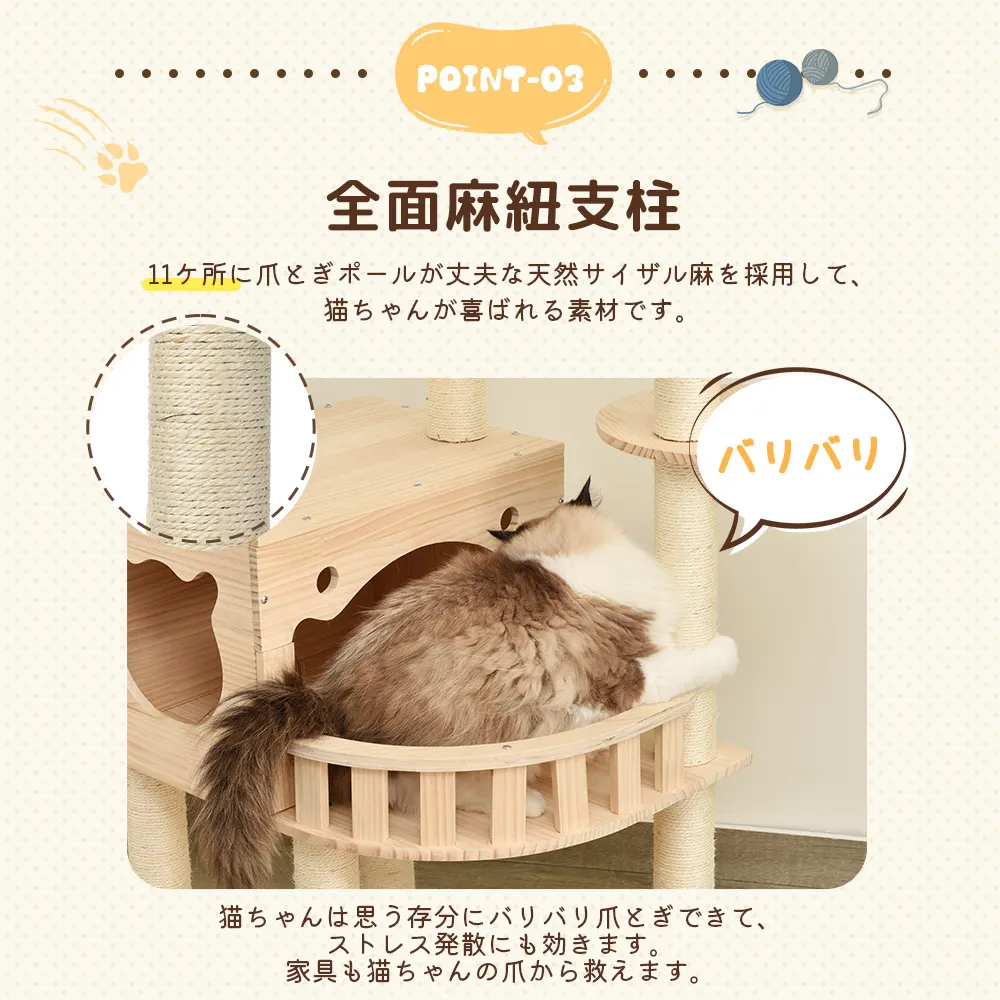 POINT-03
全面麻紐支柱
11ケ所に爪とぎポールが丈夫な天然サイザル麻を採用して、
猫ちゃんが喜ばれる素材です。
バリバリ
猫ちゃんは思う存分にバリバリ爪とぎできて、
ストレス発散にも効きます。
家具も猫ちゃんの爪から救えます。